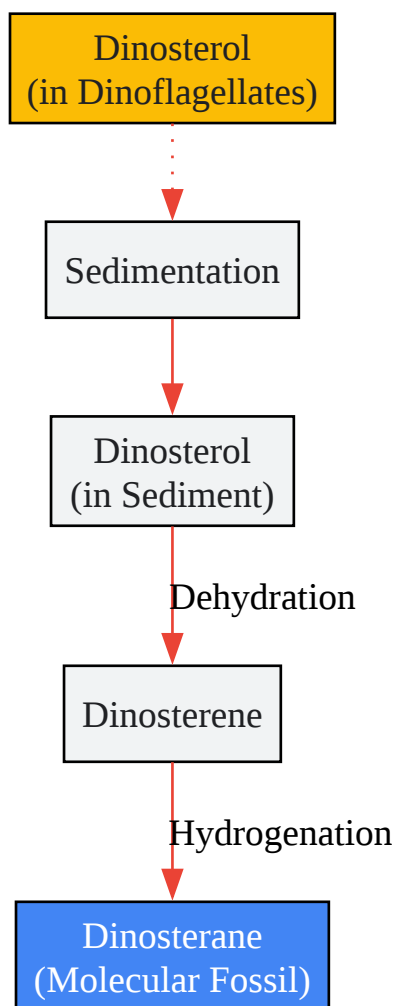 Dinosterol
(in Dinoflagellates)
Sedimentation
Dinosterol
(in Sediment)
Dehydration
Dinosterene
Hydrogenation
Dinosterane
(Molecular Fossil)